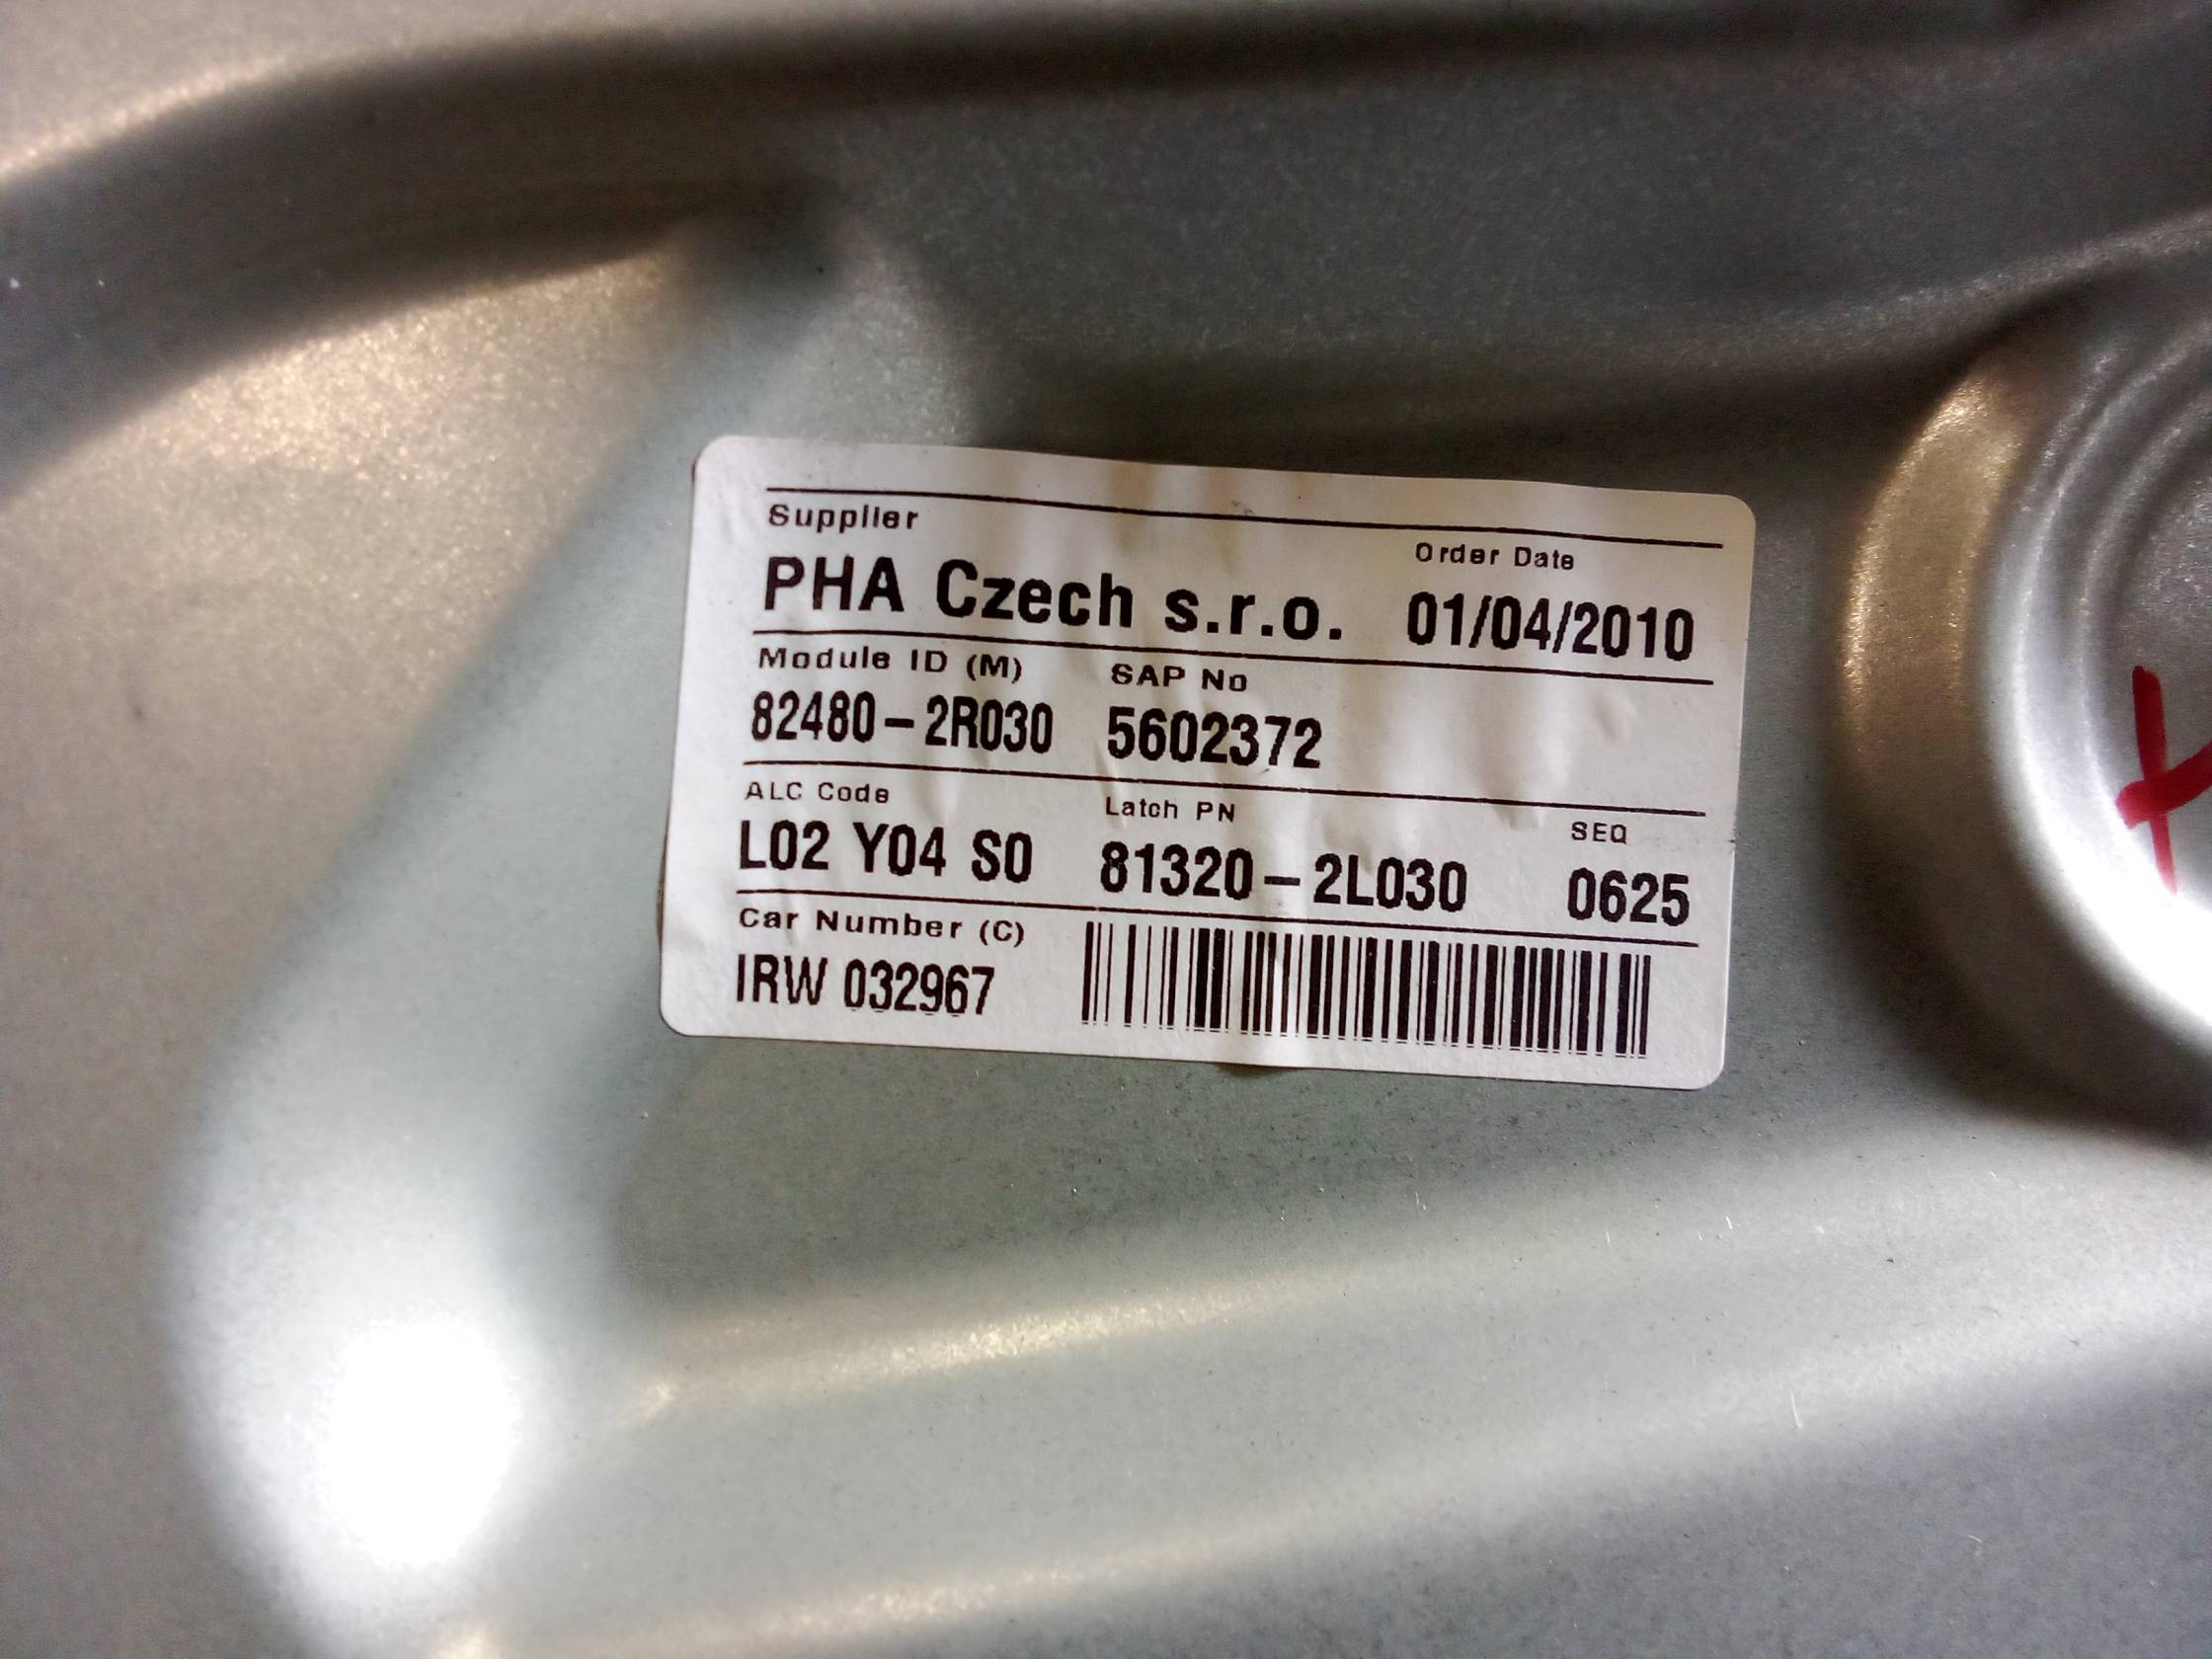 Supplier
Order Date
PHA Czech s.r.o. 01/04/2010
Module ID (M) SAP No
82480-2R030 5602372
ALC Code Latch PN SEQ
L02 Y04 S0 81320-2L030 0625
Car Number (C)
IRW 032967